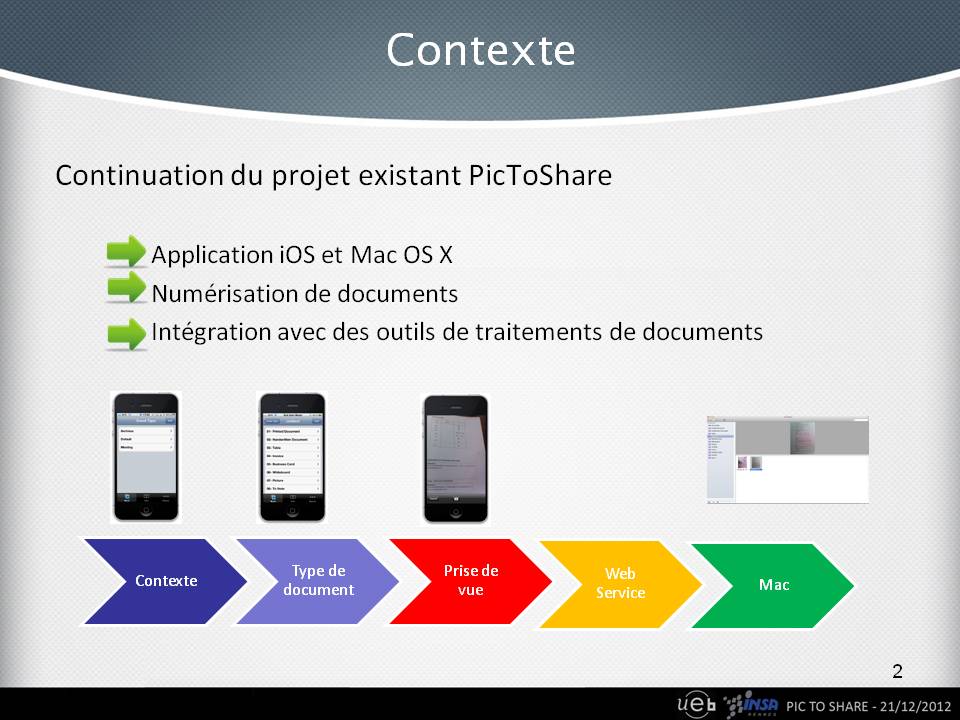 Contexte
Continuation du projet existant PicToShare
Application iOS et Mac OS X
Numérisation de documents
Intégration avec des outils de traitements de documents
Contexte
Type de
document
Prise de
vue
Web
Service
Mac
2
ueb INSA RENNES PIC TO SHARE - 21/12/2012